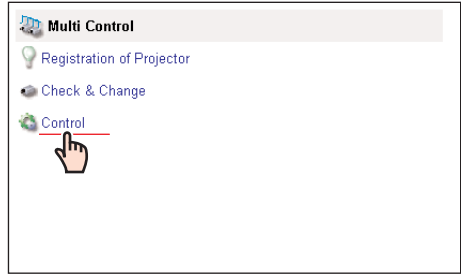 Multi Control
Registration of Projector
Check & Change
Control